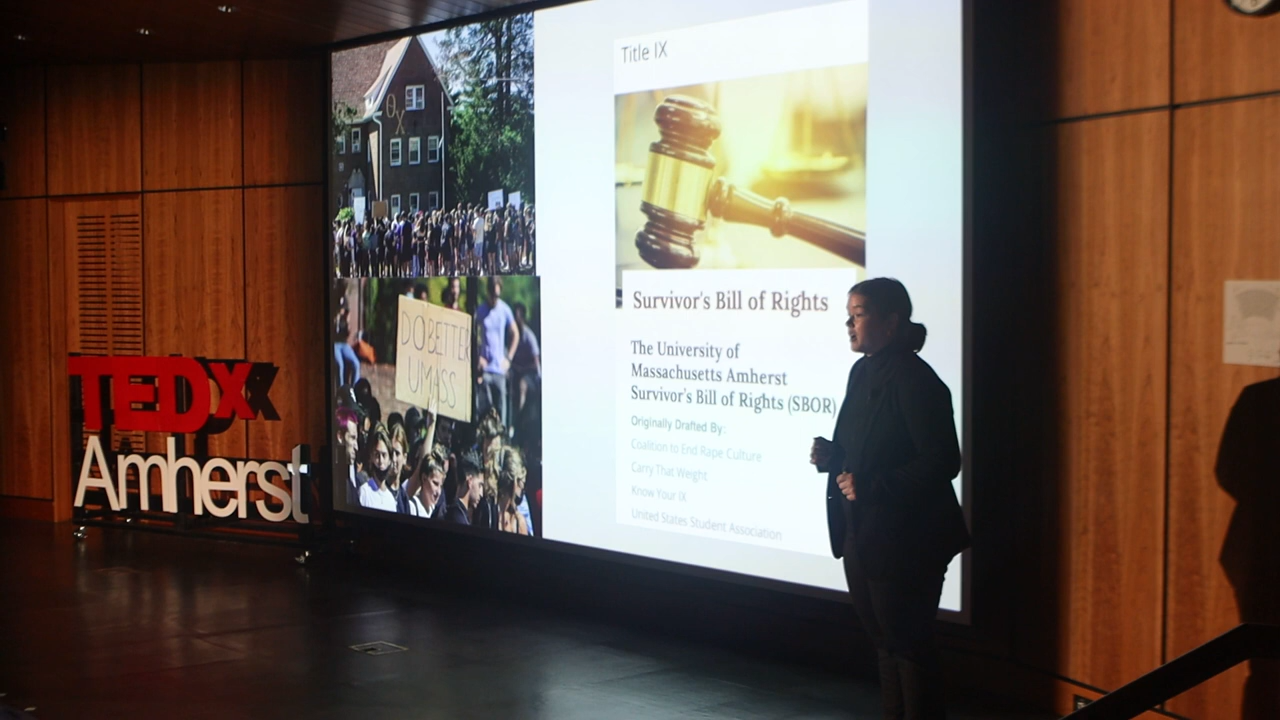 TEDx
Amherst
ΘΧ
DO BETTER
UMASS
Title IX
Survivor's Bill of Rights
The University of
Massachusetts Amherst
Survivor's Bill of Rights (SBOR)
Originally Drafted By:
Coalition to End Rape Culture
Carry That Weight
Know Your IX
United States Student Association